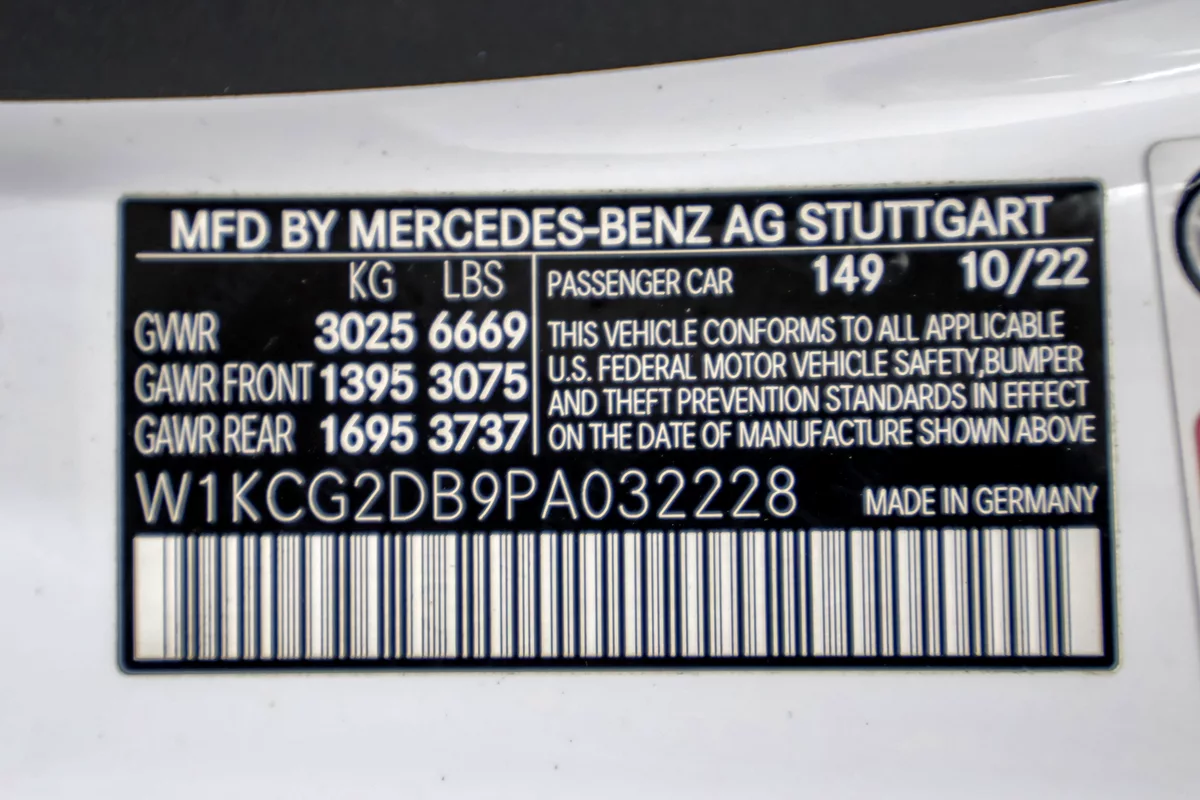 MFD BY MERCEDES-BENZ AG STUTTGART
KG LBS
GVWR 3025 6669
GAWR FRONT 1395 3075
GAWR REAR 1695 3737
PASSENGER CAR 149 10/22
THIS VEHICLE CONFORMS TO ALL APPLICABLE
U.S. FEDERAL MOTOR VEHICLE SAFETY,BUMPER
AND THEFT PREVENTION STANDARDS IN EFFECT
ON THE DATE OF MANUFACTURE SHOWN ABOVE
W1KCG2DB9PA032228 MADE IN GERMANY